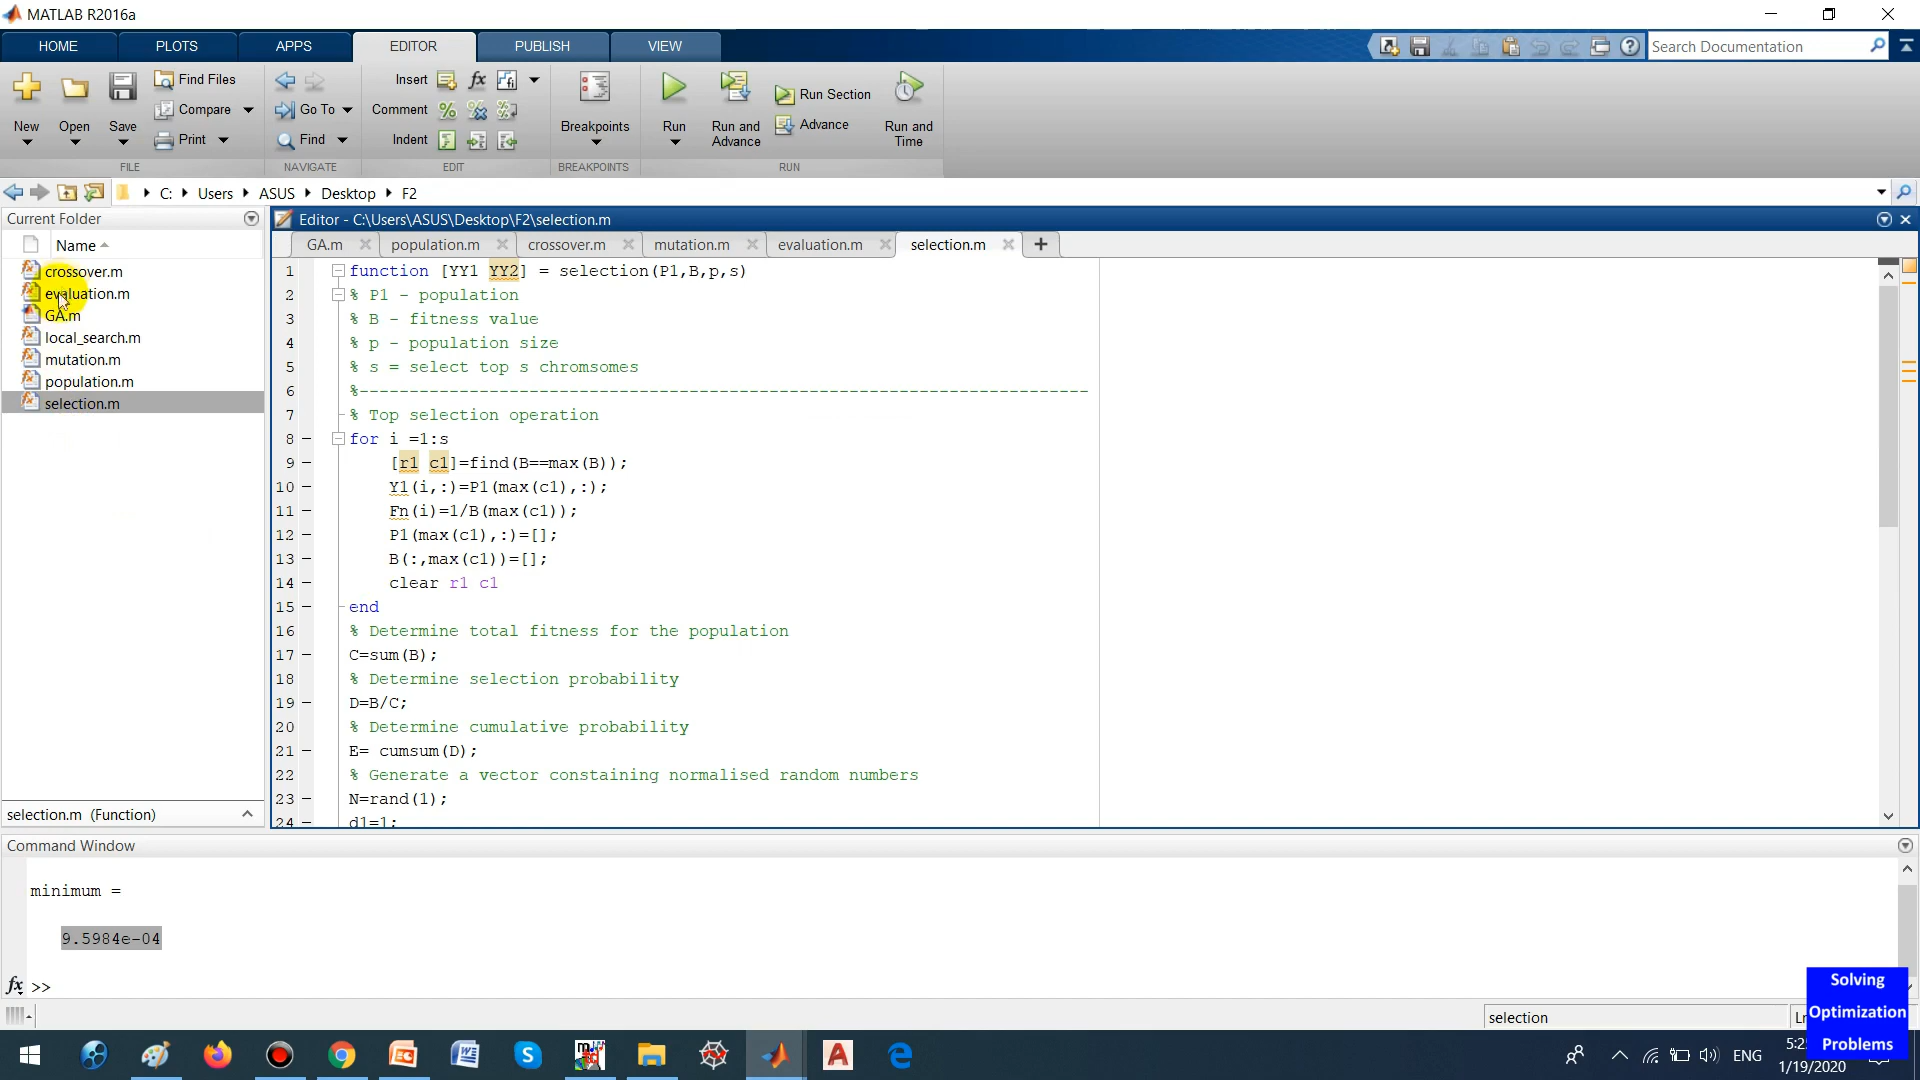 MATLAB R2016a
HOME PLOTS APPS EDITOR PUBLISH VIEW
Search Documentation
New Open Save
Find Files
Compare
Print
FILE
Go To
Find
NAVIGATE
Insert
Comment
Indent
EDIT
Breakpoints
BREAKPOINTS
Run
Run and Advance
Run Section
Advance
Run and Time
RUN
C: Users ASUS Desktop F2
Current Folder
Name
crossover.m
evaluation.m
GA.m
local_search.m
mutation.m
population.m
selection.m
selection.m (Function)
Editor - C:\Users\ASUS\Desktop\F2\selection.m
GA.m population.m crossover.m mutation.m evaluation.m selection.m
1 function [YY1 YY2] = selection(P1,B,p,s)
2 % P1 - population
3 % B - fitness value
4 % p - population size
5 % s = select top s chromsomes
6 %-------------------------------------------------------------------------
7 % Top selection operation
8 for i =1:s
9 [r1 c1]=find(B==max(B));
10 Y1(i,:)=P1(max(c1),:);
11 Fn(i)=1/B(max(c1));
12 P1(max(c1),:)=[];
13 B(:,max(c1))=[];
14 clear r1 c1
15 end
16 % Determine total fitness for the population
17 C=sum(B);
18 % Determine selection probability
19 D=B/C;
20 % Determine cumulative probability
21 E= cumsum(D);
22 % Generate a vector constaining normalised random numbers
23 N=rand(1);
24 d1=1;
Command Window
minimum =
9.5984e-04
fx >>
selection
Solving
Optimization
Problems
ENG
1/19/2020